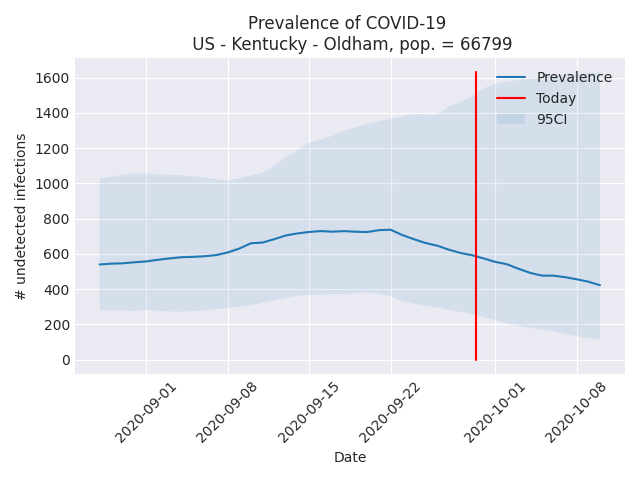 Prevalence of COVID-19
US - Kentucky - Oldham, pop. = 66799
Prevalence
Today
95CI
# undetected infections
1600
1400
1200
1000
800
600
400
200
0
2020-09-01
2020-09-08
2020-09-15
2020-09-22
2020-10-01
2020-10-08
Date